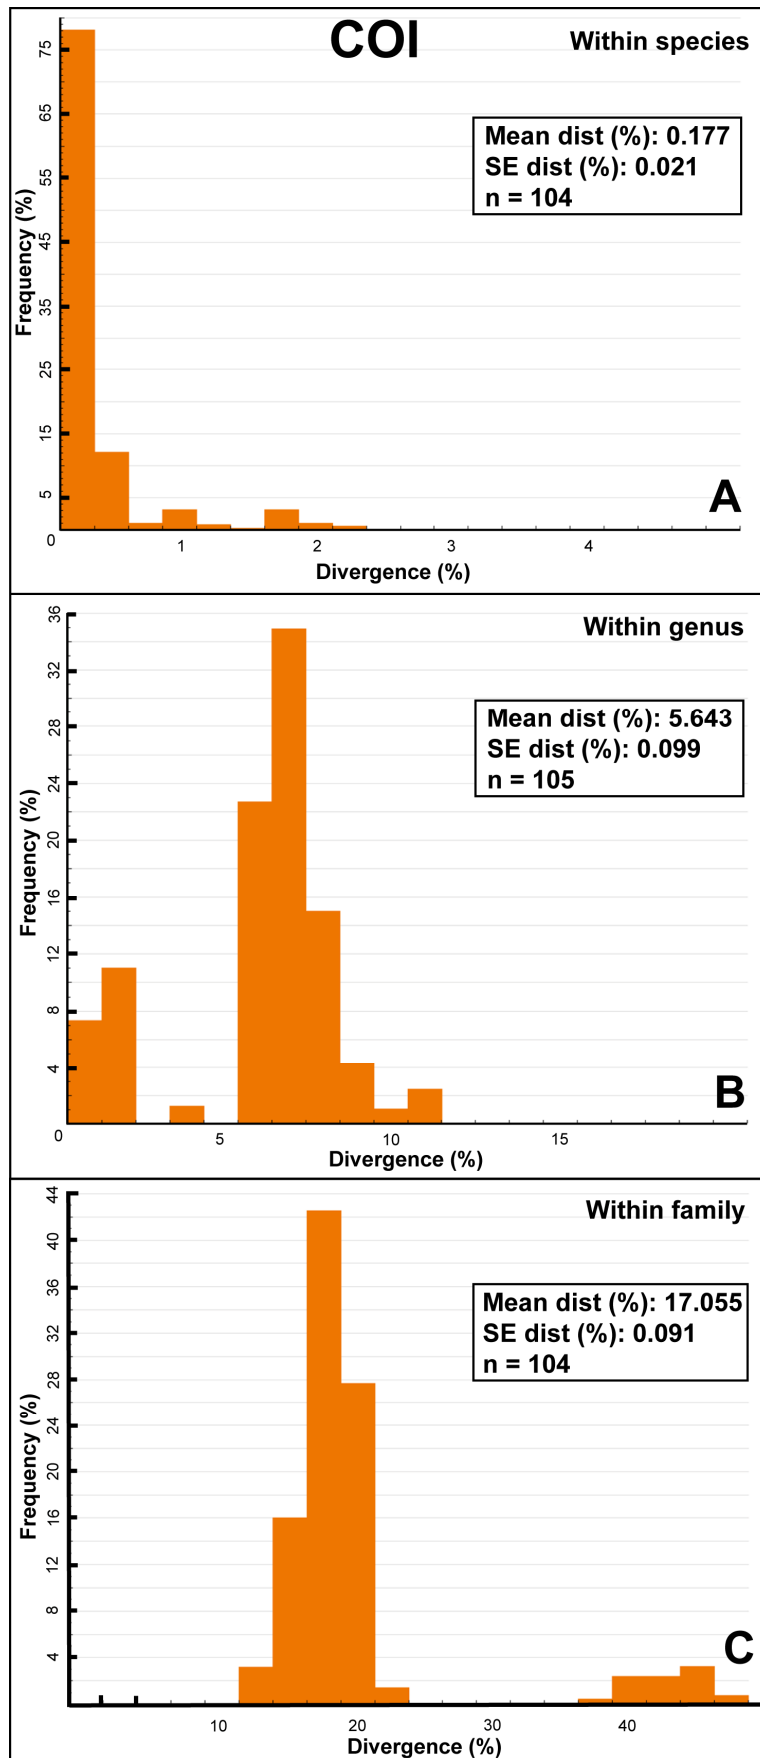 COI
Within species
Mean dist (%): 0.177
SE dist (%): 0.021
n = 104
75
65
55
45
35
25
15
5
Frequency (%)
A
0 1 2 3 4
Divergence (%)
Within genus
Mean dist (%): 5.643
SE dist (%): 0.099
n = 105
36
32
28
24
20
16
12
8
4
Frequency (%)
B
0 5 10 15
Divergence (%)
Within family
Mean dist (%): 17.055
SE dist (%): 0.091
n = 104
44
40
36
32
28
24
20
16
12
8
4
Frequency (%)
C
10 20 30 40
Divergence (%)